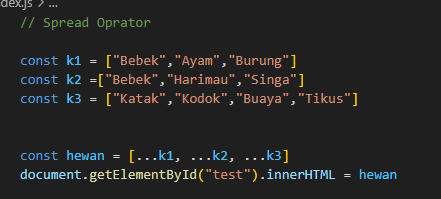 dex.js > ...
// Spread Oprator
const k1 = ["Bebek","Ayam","Burung"]
const k2 =["Bebek","Harimau","Singa"]
const k3 = ["Katak","Kodok","Buaya","Tikus"]
const hewan = [...k1, ...k2, ...k3]
document.getElementById("test").innerHTML = hewan